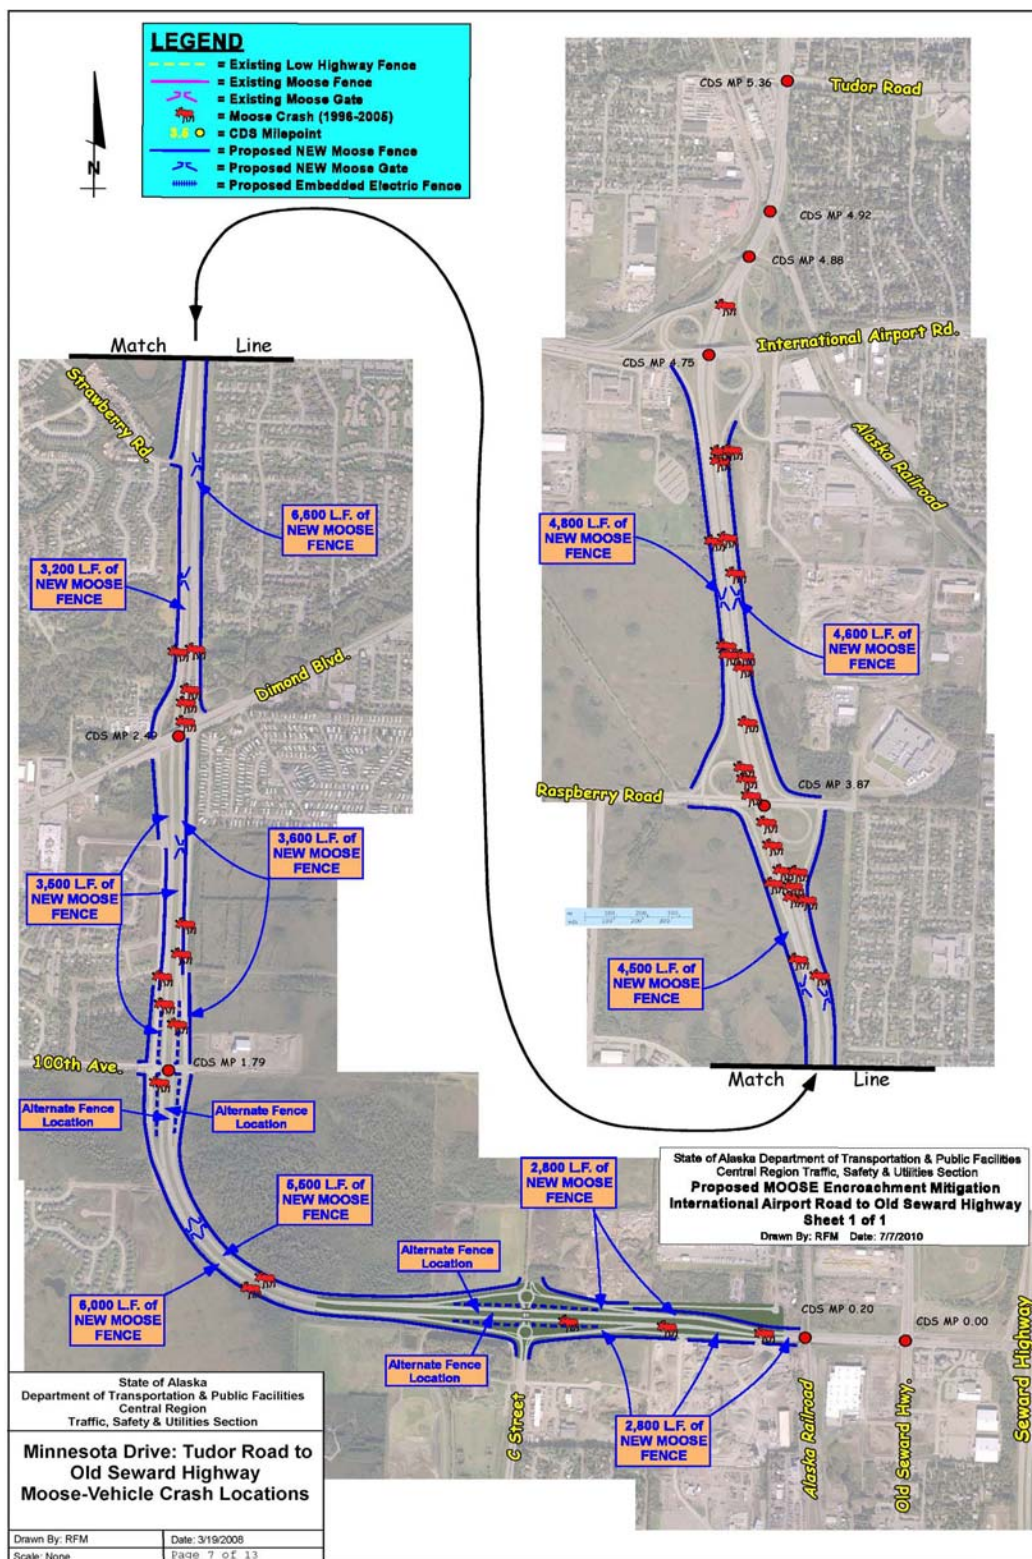 LEGEND
= Existing Low Highway Fence
= Existing Moose Fence
= Existing Moose Gate
= Moose Crash (1996-2005)
3.5 = CDS Milepoint
= Proposed NEW Moose Fence
= Proposed NEW Moose Gate
= Proposed Embedded Electric Fence
N
CDS MP 5.36
Tudor Road
CDS MP 4.92
CDS MP 4.88
International Airport Rd.
CDS MP 4.75
Alaska Railroad
4,800 L.F. of
NEW MOOSE
FENCE
4,600 L.F. of
NEW MOOSE
FENCE
CDS MP 3.87
Raspberry Road
4,500 L.F. of
NEW MOOSE
FENCE
Match Line
Match Line
Strawberry Rd.
6,600 L.F. of
NEW MOOSE
FENCE
3,200 L.F. of
NEW MOOSE
FENCE
Dimond Blvd.
CDS MP 2.49
3,600 L.F. of
NEW MOOSE
FENCE
3,500 L.F. of
NEW MOOSE
FENCE
100th Ave.
CDS MP 1.79
Alternate Fence
Location
Alternate Fence
Location
5,500 L.F. of
NEW MOOSE
FENCE
6,000 L.F. of
NEW MOOSE
FENCE
2,800 L.F. of
NEW MOOSE
FENCE
Alternate Fence
Location
Alternate Fence
Location
2,800 L.F. of
NEW MOOSE
FENCE
C Street
CDS MP 0.20
CDS MP 0.00
Alaska Railroad
Old Seward Hwy.
Seward Highway
State of Alaska Department of Transportation & Public Facilities
Central Region Traffic, Safety & Utilities Section
Proposed MOOSE Encroachment Mitigation
International Airport Road to Old Seward Highway
Sheet 1 of 1
Drawn By: RFM Date: 7/7/2010
State of Alaska
Department of Transportation & Public Facilities
Central Region
Traffic, Safety & Utilities Section
Minnesota Drive: Tudor Road to
Old Seward Highway
Moose-Vehicle Crash Locations
Drawn By: RFM Date: 3/19/2008
Scale: None Page 7 of 13